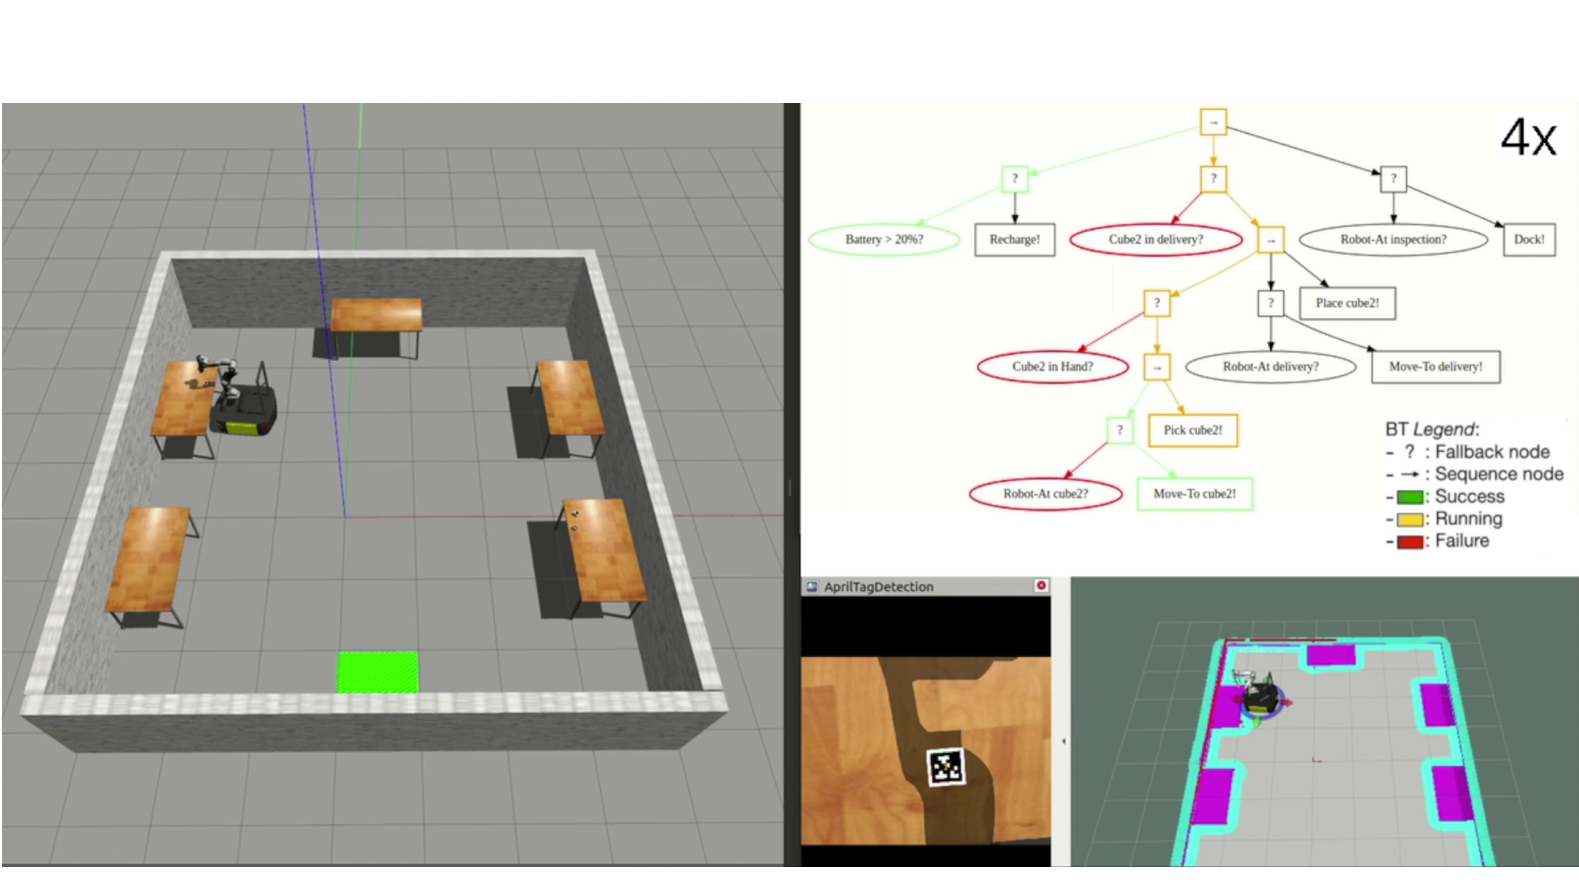 4x
→
?
?
?
Battery > 20%?
Recharge!
Cube2 in delivery?
→
Robot-At inspection?
Dock!
?
?
Place cube2!
Cube2 in Hand?
→
Robot-At delivery?
Move-To delivery!
?
Pick cube2!
Robot-At cube2?
Move-To cube2!
BT Legend:
- ? : Fallback node
- → : Sequence node
- : Success
- : Running
- : Failure
AprilTagDetection